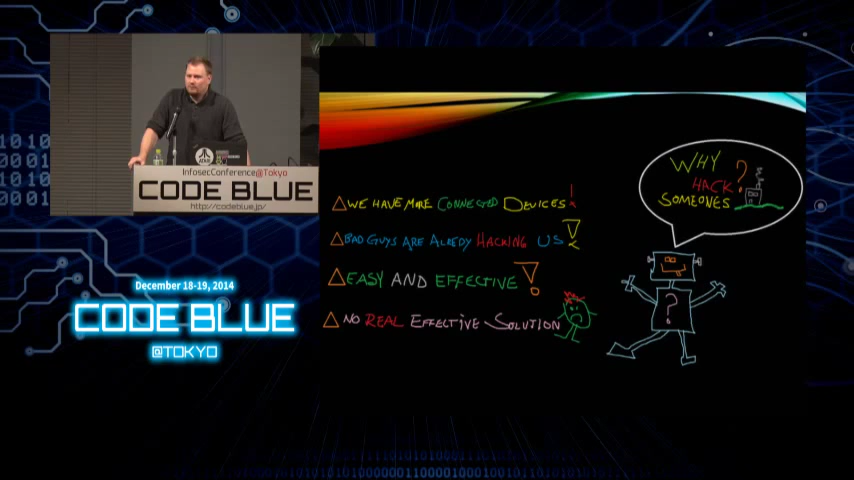 InfosecConference@Tokyo
CODE BLUE
http://codeblue.jp/
December 18-19, 2014
CODE BLUE
@TOKYO
WHY
HACK?
SOMEONES
WE HAVE MORE CONNECTED DEVICES!
BAD GUYS ARE ALREDY HACKING US!
EASY AND EFFECTIVE!
NO REAL EFFECTIVE SOLUTION
?
ATARI